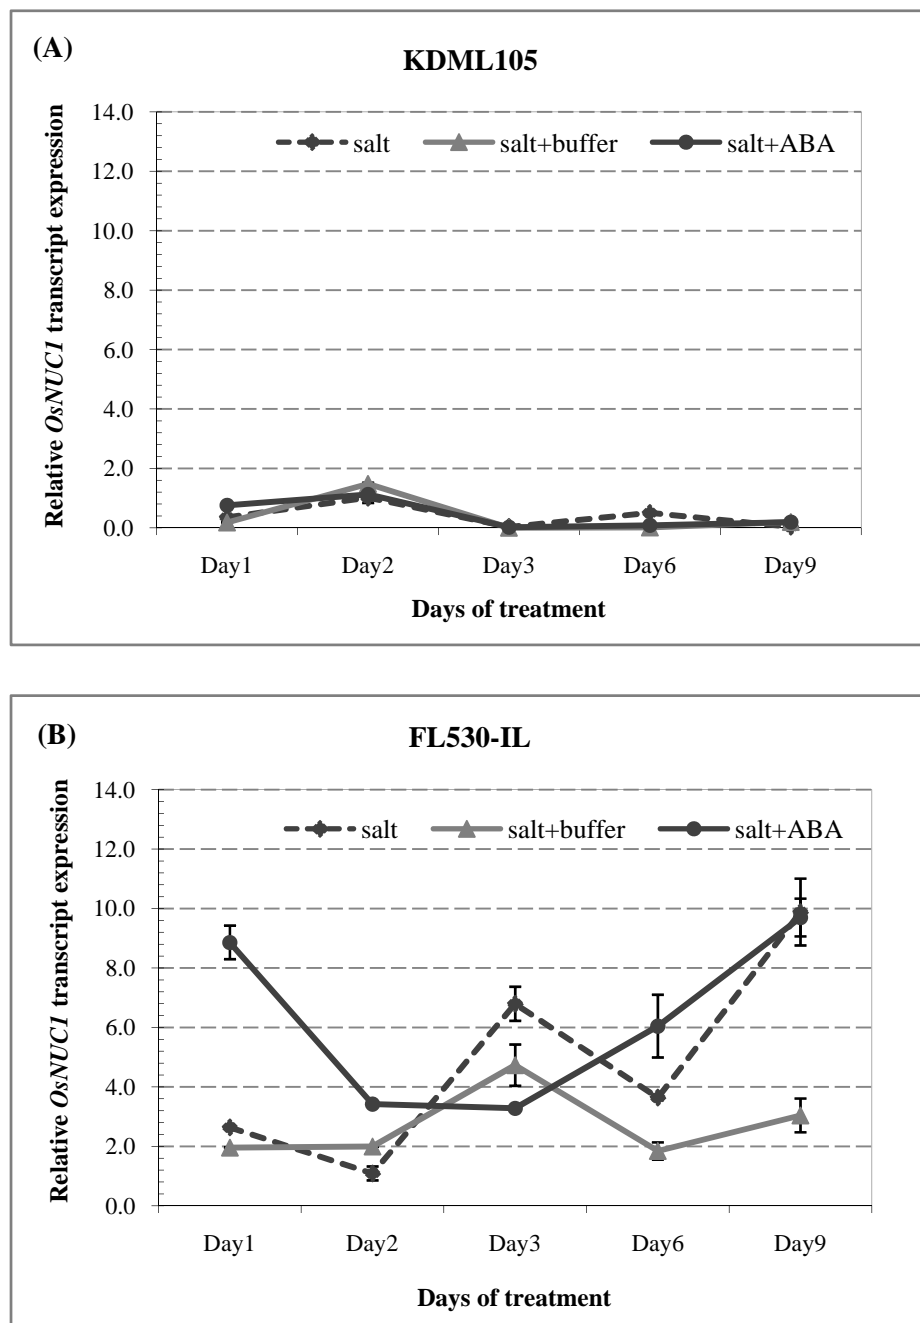 (A)
KDML105
Relative OsNUC1 transcript expression
14.0
12.0
10.0
8.0
6.0
4.0
2.0
0.0
salt
salt+buffer
salt+ABA
Day1
Day2
Day3
Day6
Day9
Days of treatment
(B)
FL530-IL
Relative OsNUC1 transcript expression
14.0
12.0
10.0
8.0
6.0
4.0
2.0
0.0
salt
salt+buffer
salt+ABA
Day1
Day2
Day3
Day6
Day9
Days of treatment